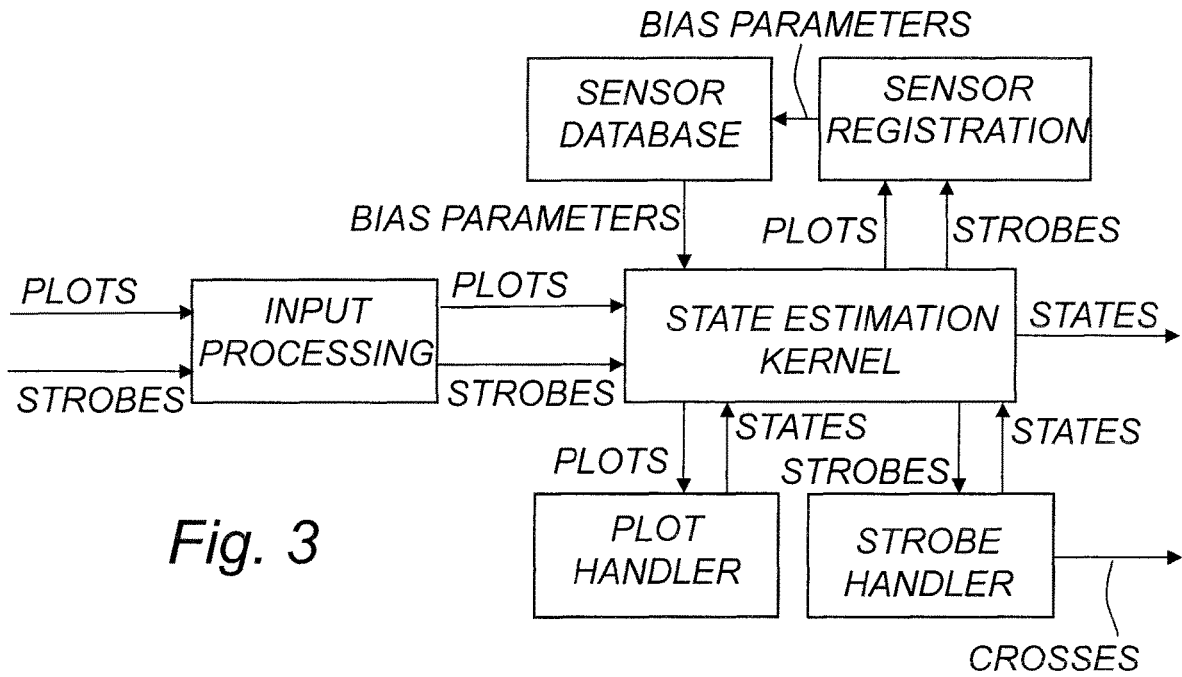 BIAS PARAMETERS
SENSOR
DATABASE
SENSOR
REGISTRATION
BIAS PARAMETERS
PLOTS
STROBES
PLOTS
STROBES
INPUT
PROCESSING
PLOTS
STROBES
STATE ESTIMATION
KERNEL
STATES
PLOTS
STATES
STROBES
STATES
PLOT
HANDLER
STROBE
HANDLER
CROSSES
Fig. 3